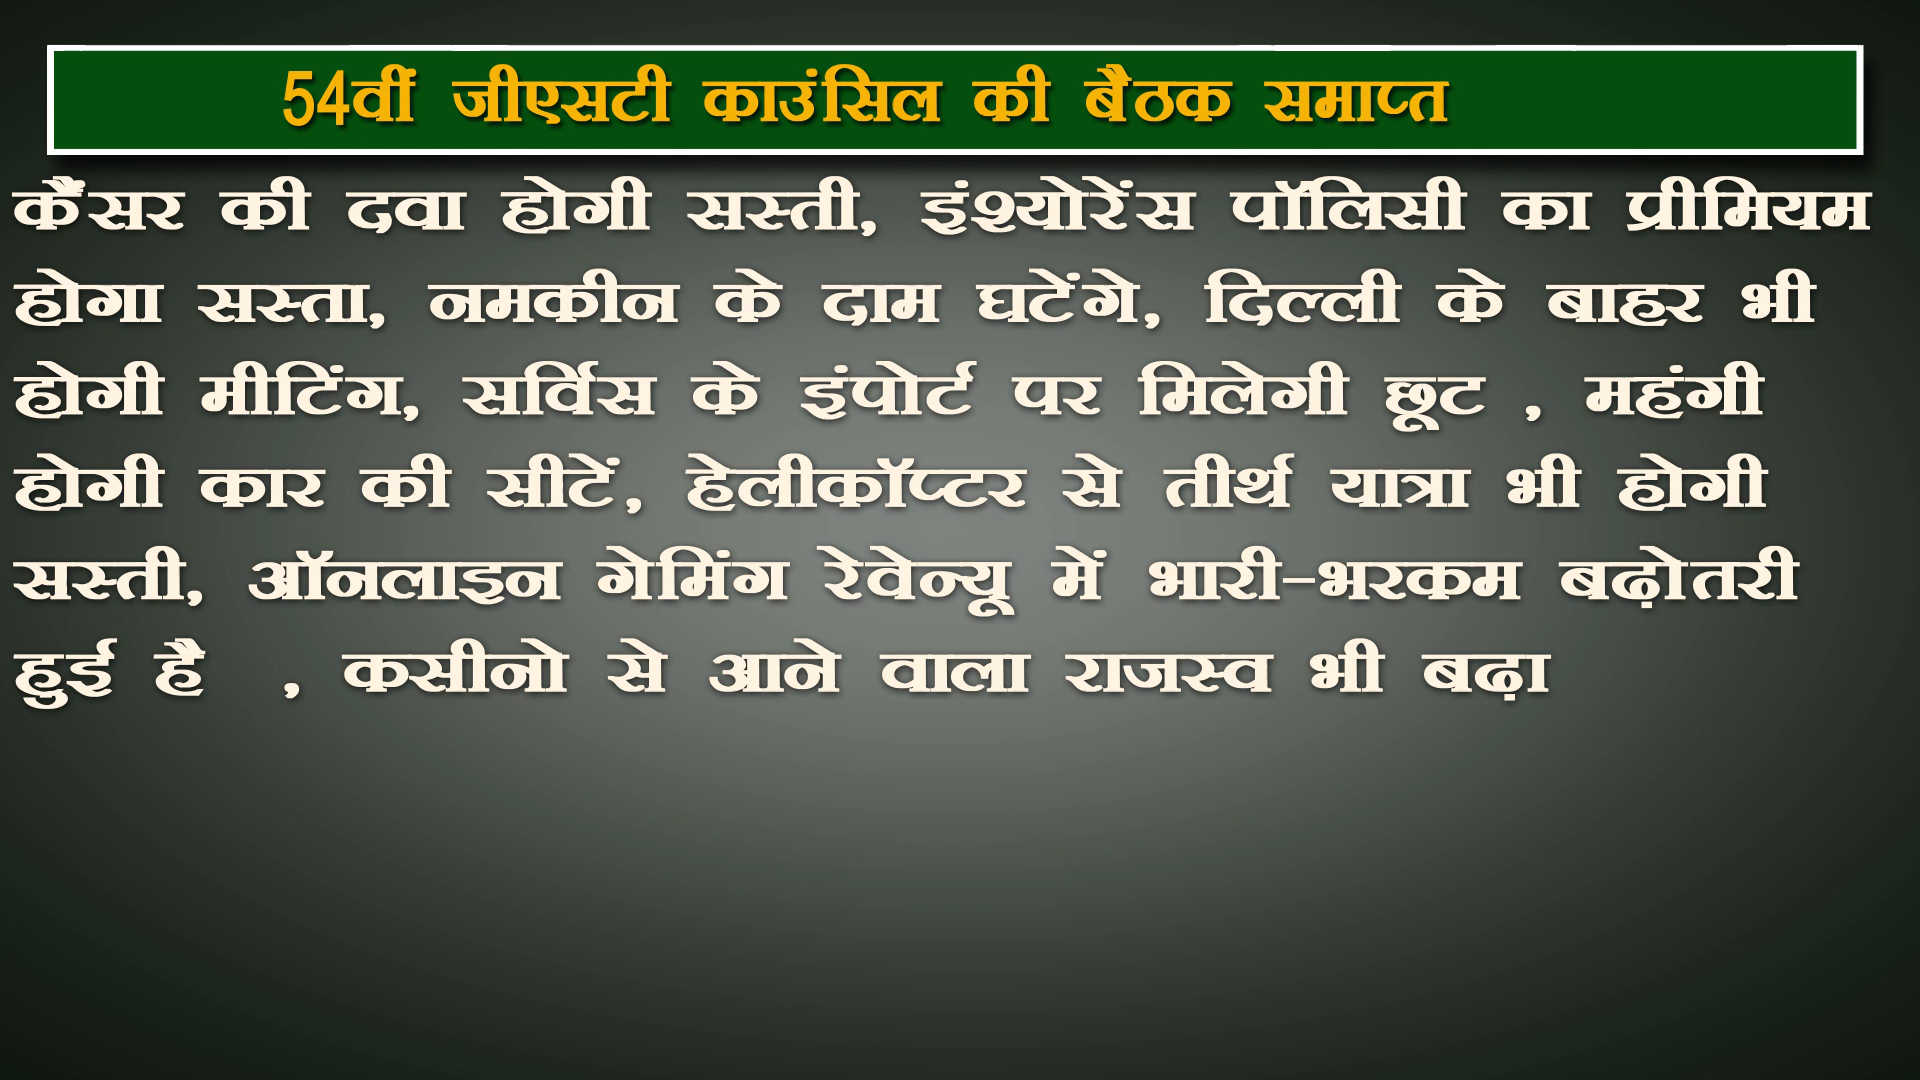 54वीं जीएसटी काउंसिल की बैठक समाप्त
कैंसर की दवा होगी सस्ती, इंश्योरेंस पॉलिसी का प्रीमियम
होगा सस्ता, नमकीन के दाम घटेंगे, दिल्ली के बाहर भी
होगी मीटिंग, सर्विस के इंपोर्ट पर मिलेगी छूट , महंगी
होगी कार की सीटें, हेलीकॉप्टर से तीर्थ यात्रा भी होगी
सस्ती, ऑनलाइन गेमिंग रेवेन्यू में भारी-भरकम बढ़ोतरी
हुई है , कसीनो से आने वाला राजस्व भी बढ़ा